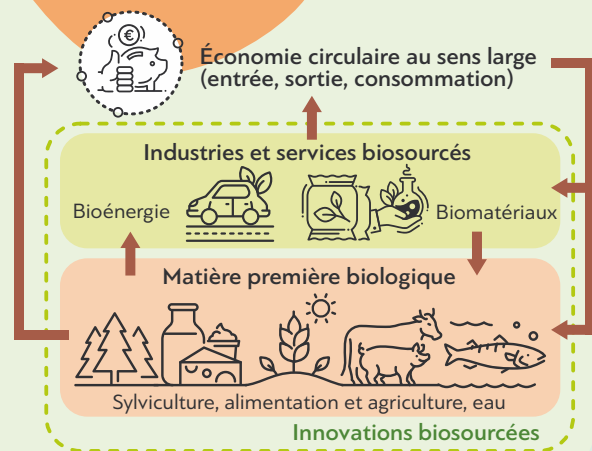 €
Économie circulaire au sens large
(entrée, sortie, consommation)
Industries et services biosourcés
Bioénergie
Biomatériaux
Matière première biologique
Sylviculture, alimentation et agriculture, eau
Innovations biosourcées